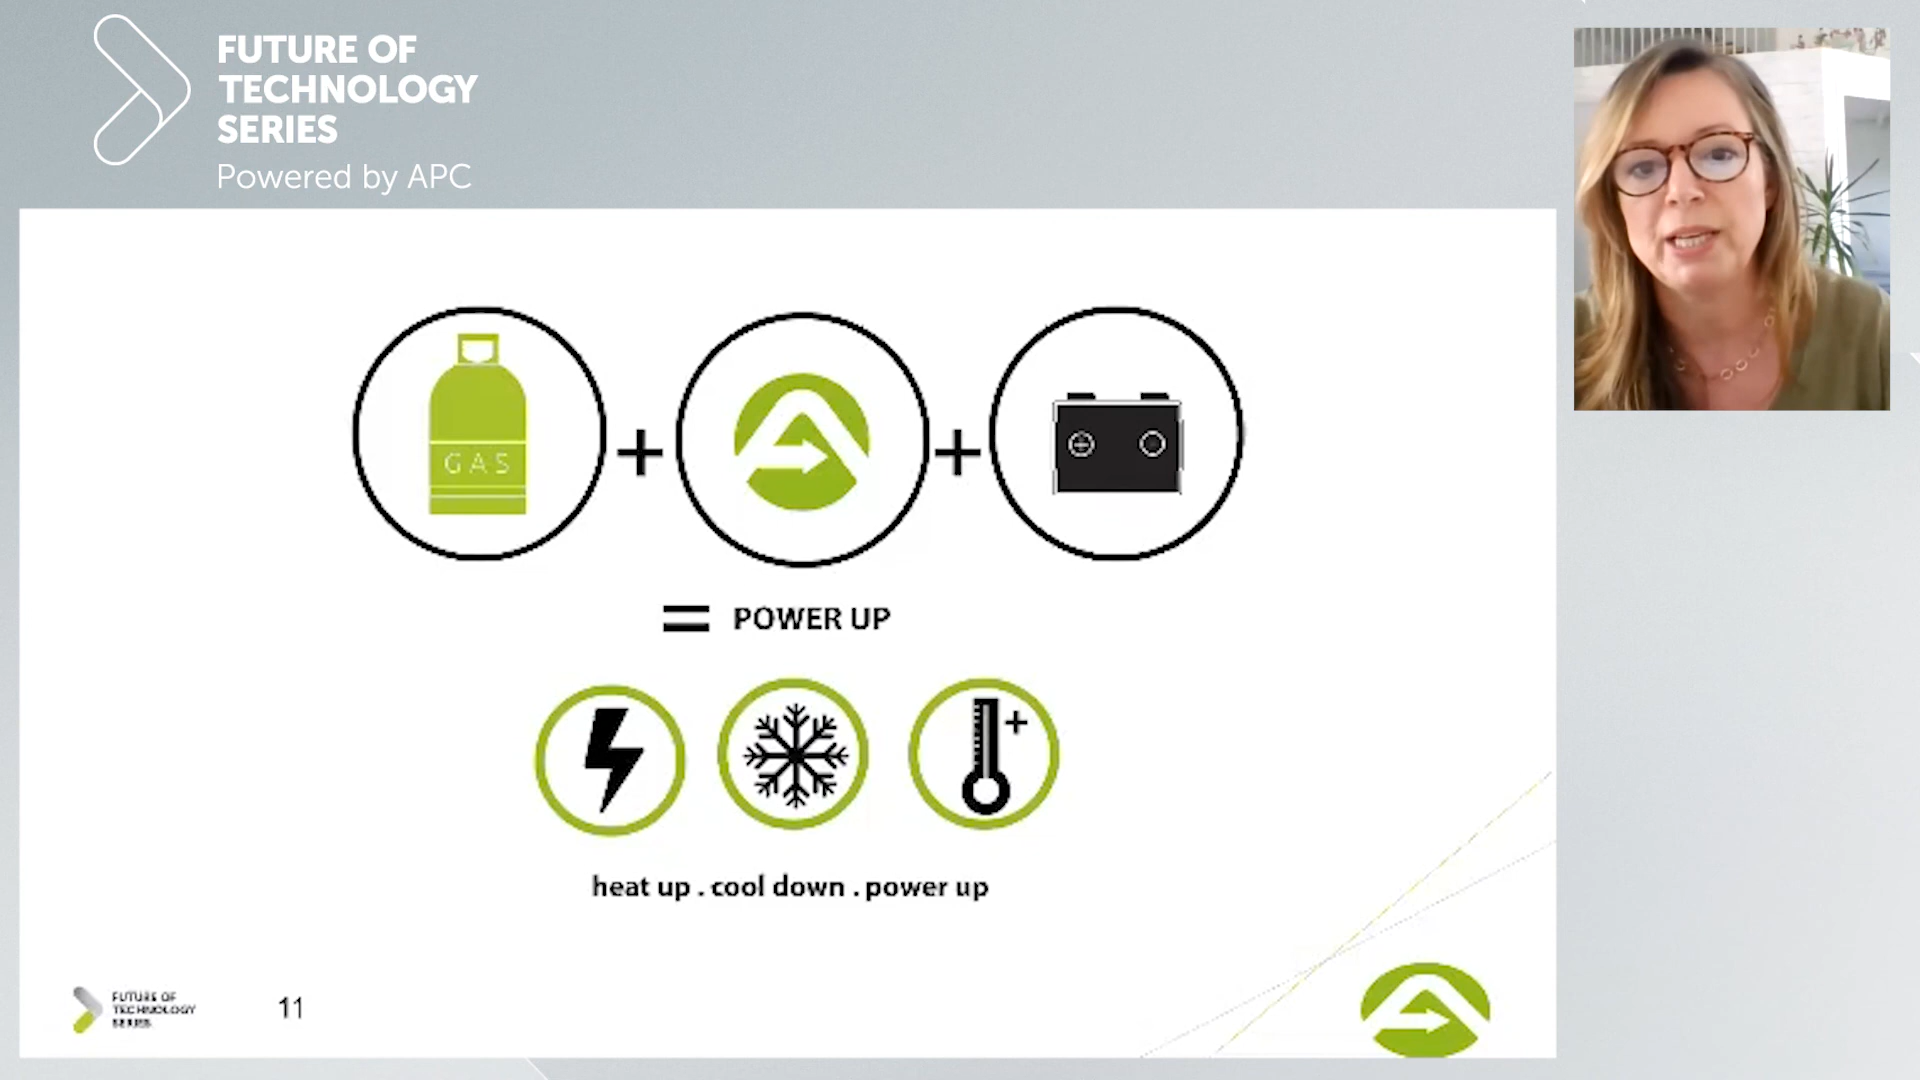 FUTURE OF
TECHNOLOGY
SERIES
Powered by APC
GAS
= POWER UP
heat up . cool down . power up
FUTURE OF
TECHNOLOGY
SERIES
11